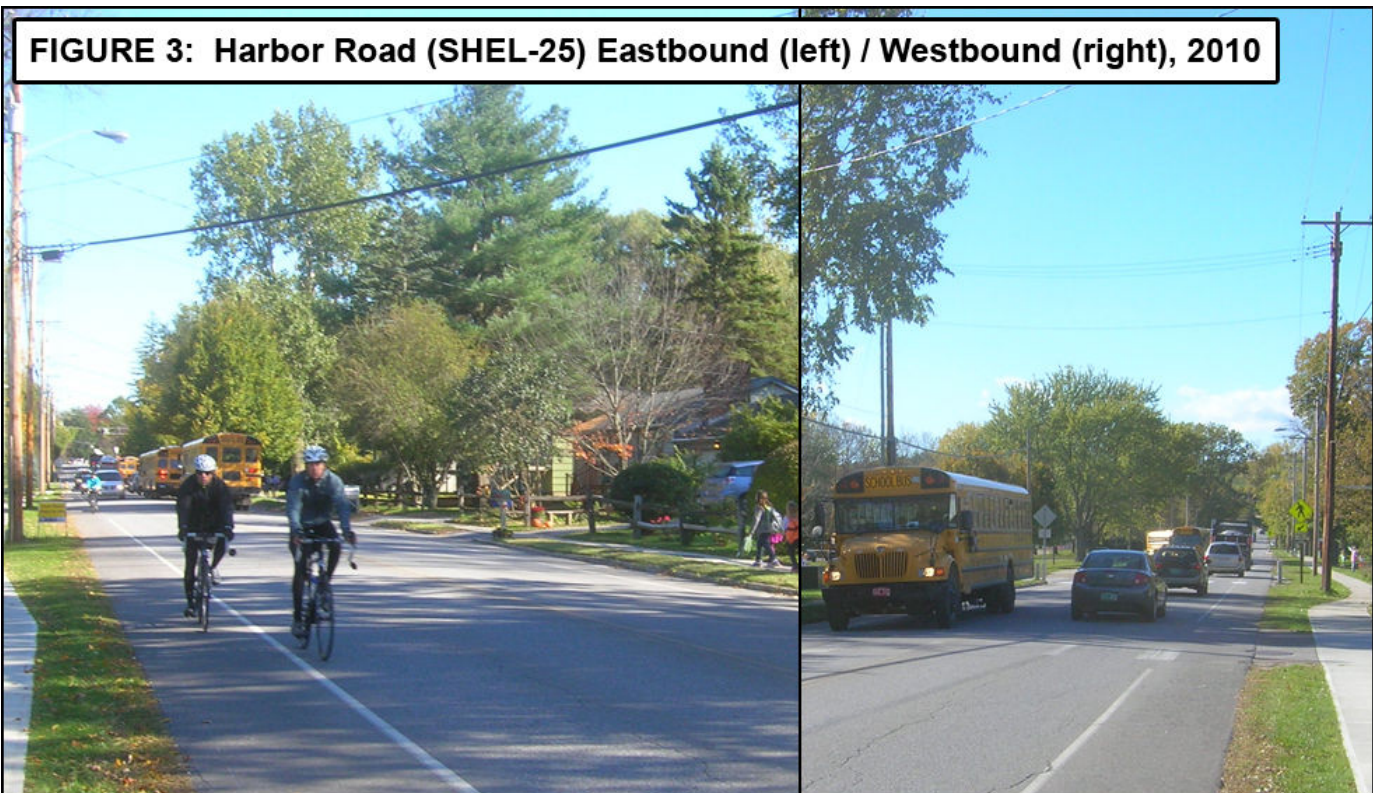 FIGURE 3:  Harbor Road (SHEL-25) Eastbound (left) / Westbound (right), 2010
SCHOOL BUS